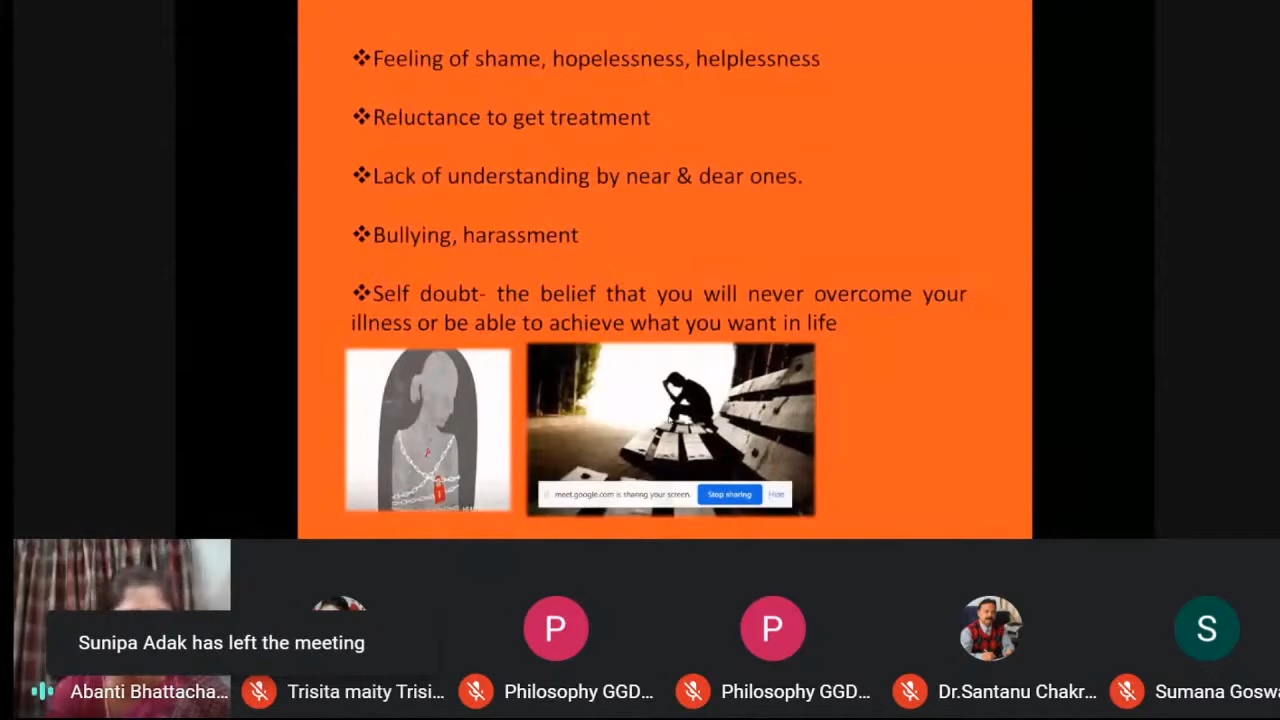 ❖Feeling of shame, hopelessness, helplessness
❖Reluctance to get treatment
❖Lack of understanding by near & dear ones.
❖Bullying, harassment
❖Self doubt- the belief that you will never overcome your
illness or be able to achieve what you want in life
meet.google.com is sharing your screen. Stop sharing Hide
P P S
Sunipa Adak has left the meeting
Abanti Bhattacha... Trisita maity Trisi... Philosophy GGD... Philosophy GGD... Dr.Santanu Chakr... Sumana Gosw